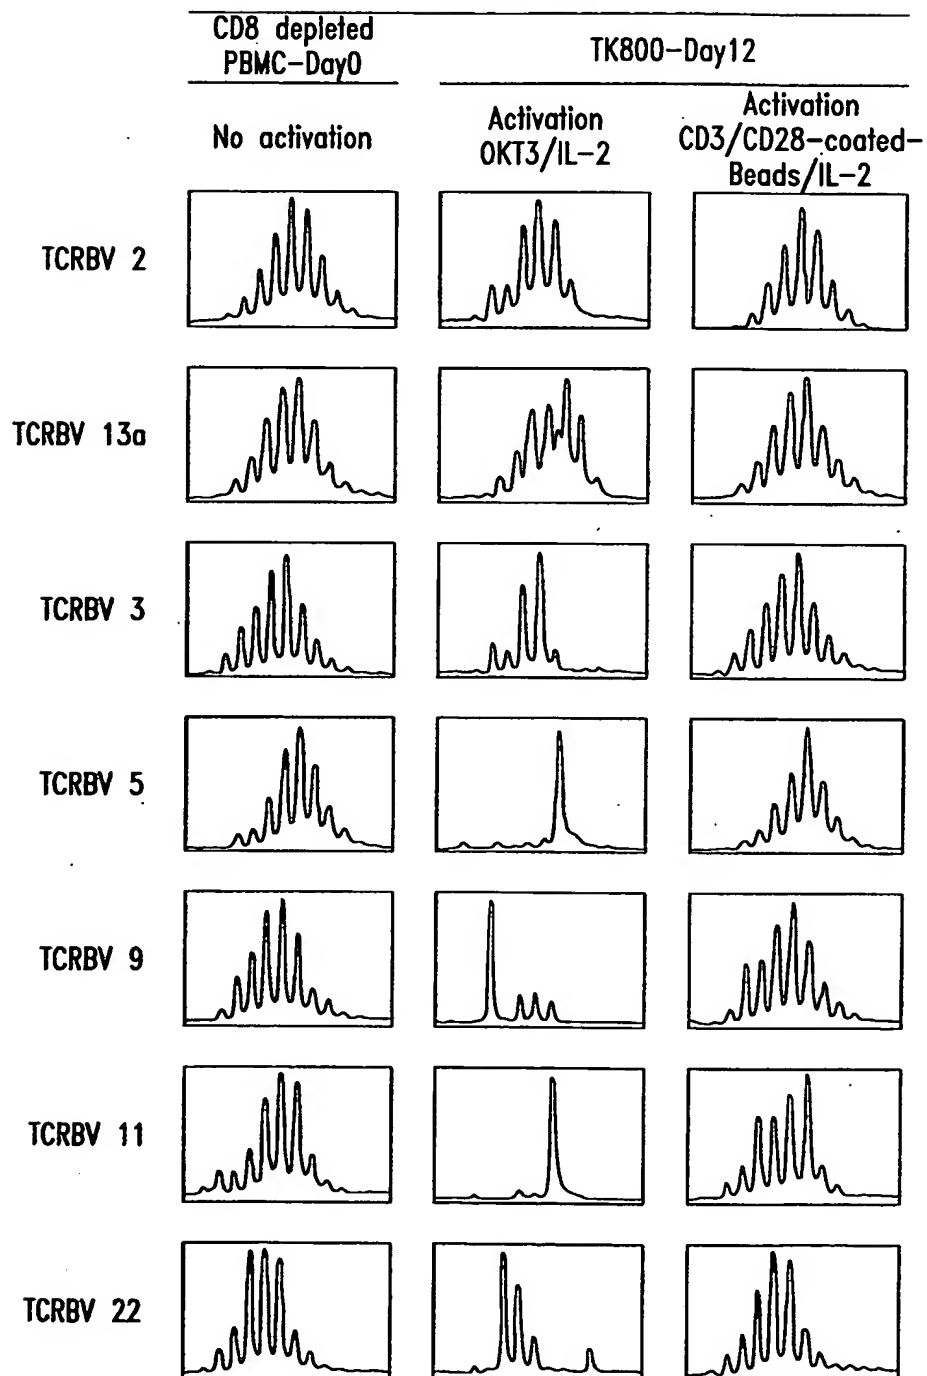 CD8 depleted
PBMC-Day0
TK800-Day12
No activation
Activation
OKT3/IL-2
Activation
CD3/CD28-coated-
Beads/IL-2
TCRBV 2
TCRBV 13a
TCRBV 3
TCRBV 5
TCRBV 9
TCRBV 11
TCRBV 22